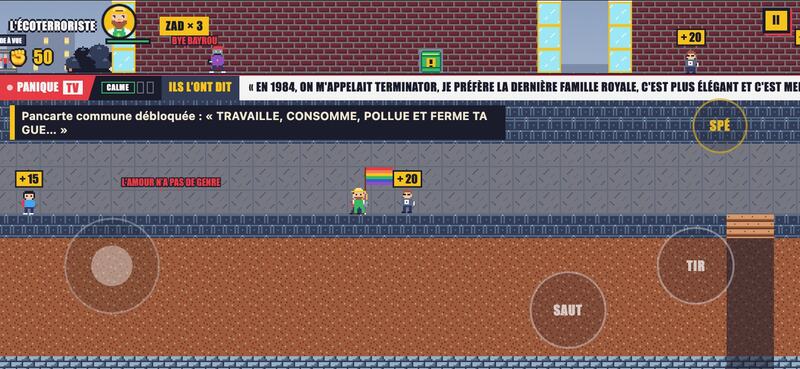 L'ÉCOTERRORISTE
ZAD × 3
BYE BAYROU
DE À VUE
50
+ 20
PANIQUE TV
CALME
ILS L'ONT DIT
« EN 1984, ON M'APPELAIT TERMINATOR, JE PRÉFÈRE LA DERNIÈRE FAMILLE ROYALE, C'EST PLUS ÉLÉGANT ET C'EST
Pancarte commune débloquée : « TRAVAILLE, CONSOMME, POLLUE ET FERME TA
GUE... »
SPÉ
+ 15
L'AMOUR N'A PAS DE GENRE
+ 20
TIR
SAUT